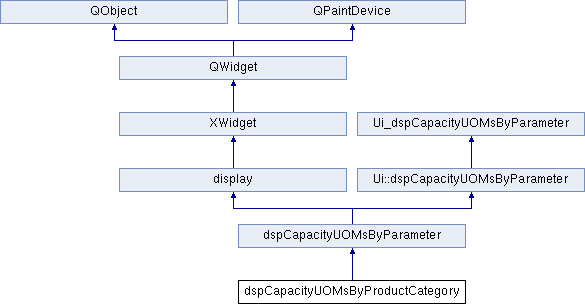 QObject
QPaintDevice
QWidget
XWidget
Ui_dspCapacityUOMsByParameter
display
Ui::dspCapacityUOMsByParameter
dspCapacityUOMsByParameter
dspCapacityUOMsByProductCategory